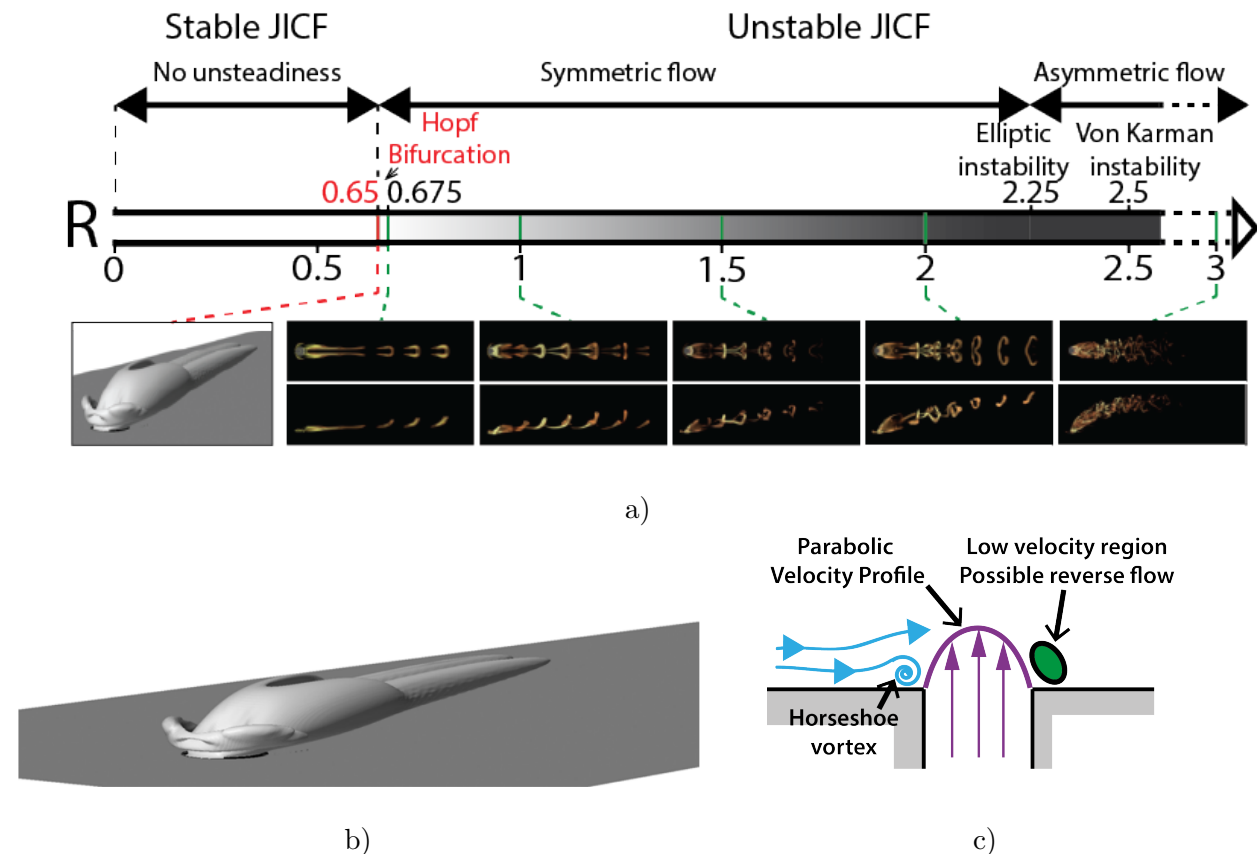 Stable JICF
Unstable JICF
No unsteadiness
Symmetric flow
Asymmetric flow
Hopf
Bifurcation
Elliptic
instability
Von Karman
instability
0.65
0.675
2.25
2.5
R
0
0.5
1
1.5
2
2.5
3
a)
Parabolic
Velocity Profile
Low velocity region
Possible reverse flow
Horseshoe
vortex
b)
c)